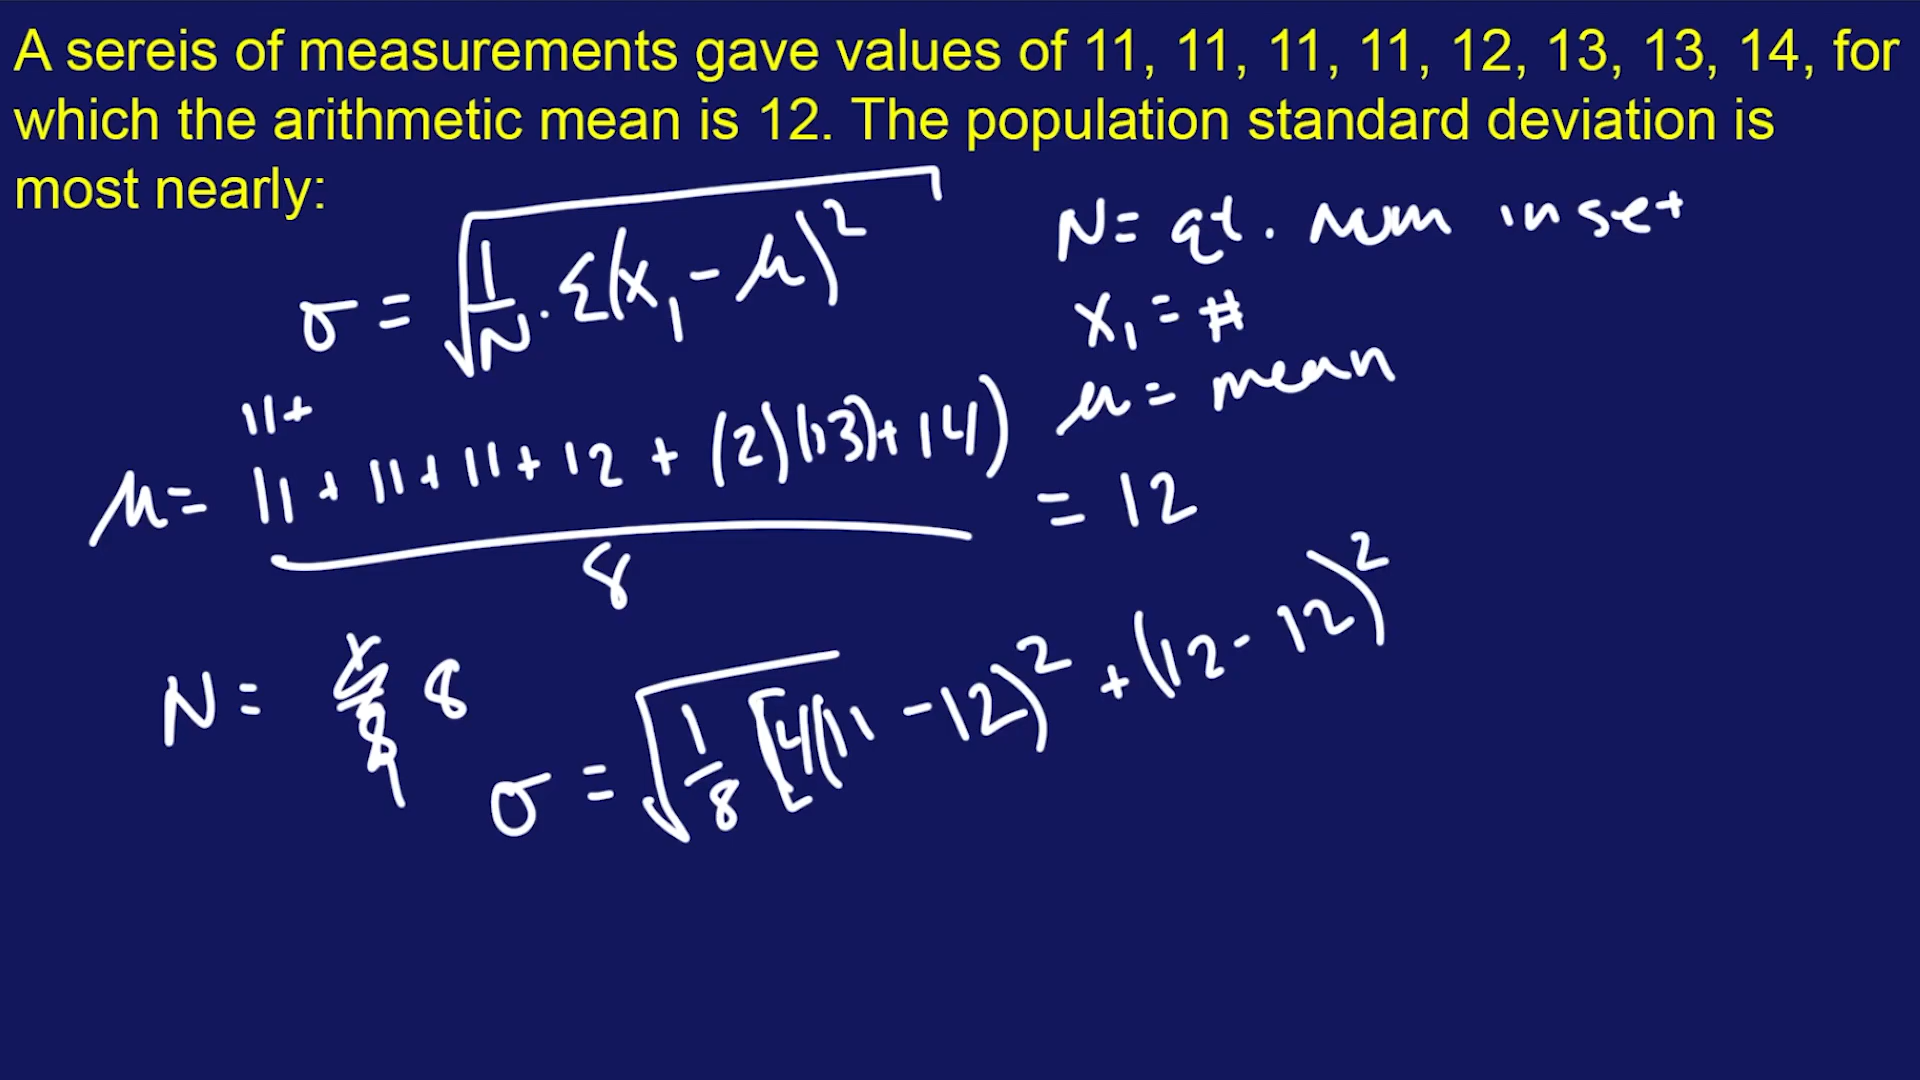 A sereis of measurements gave values of 11, 11, 11, 11, 12, 13, 13, 14, for
which the arithmetic mean is 12. The population standard deviation is
most nearly:
σ = √(1/N · Σ(x₁ - μ)²
N = qt. num in set
x₁ = #
μ = mean
11+
μ = 11 + 11 + 11 + 12 + (2)(13) + 14)
8
= 12
N = 8
σ = √1/8 [4(11 - 12)² + (12 - 12)²